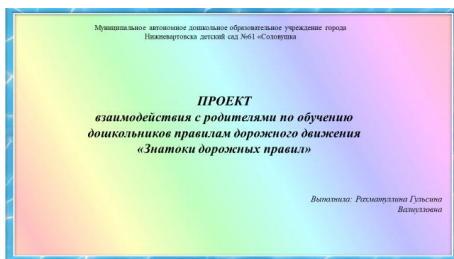 Муниципальное автономное дошкольное образовательное учреждение города
Нижневартовска детский сад №61 «Соловушка
ПРОЕКТ
взаимодействия с родителями по обучению
дошкольников правилам дорожного движения
«Знатоки дорожных правил»
Выполнила: Рахматуллина Гульсина
Валиулловна